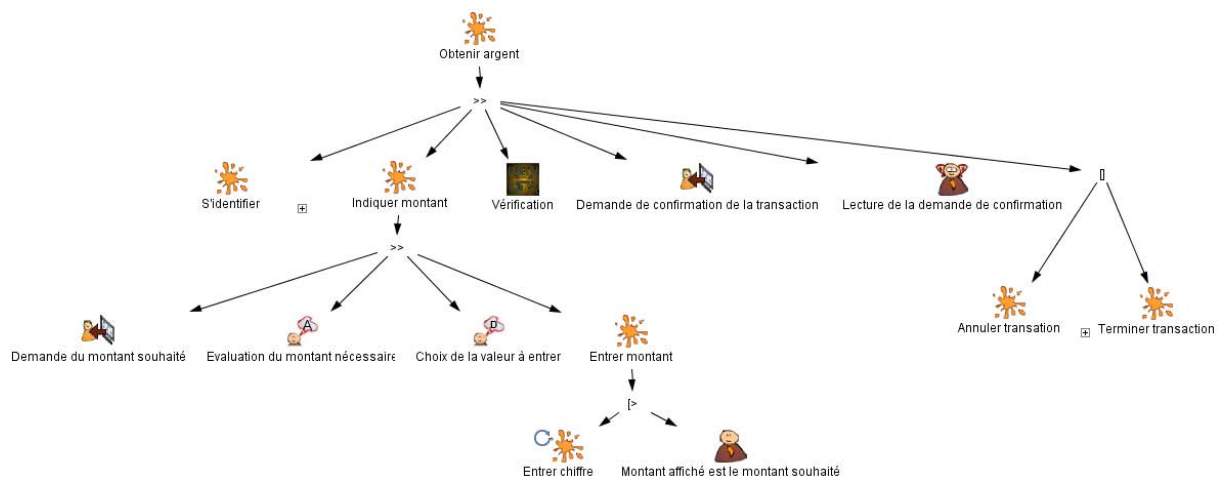 Obtenir argent
>>
S'identifier
Indiquer montant
Vérification
Demande de confirmation de la transaction
Lecture de la demande de confirmation
[]
>>
Demande du montant souhaité
Evaluation du montant nécessaire
A
Choix de la valeur à entrer
D
Entrer montant
Annuler transation
Terminer transaction
[>
Entrer chiffre
Montant affiché est le montant souhaité